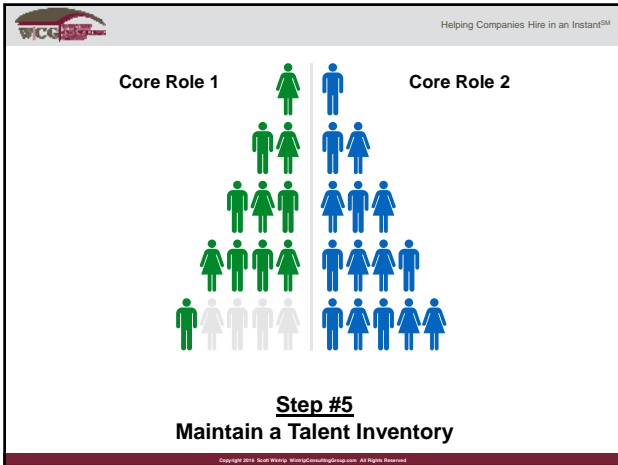 WCG
Helping Companies Hire in an Instant℠
Core Role 1
Core Role 2
Step #5
Maintain a Talent Inventory
Copyright 2016 Scott Wintrip WintripConsultingGroup.com All Rights Reserved